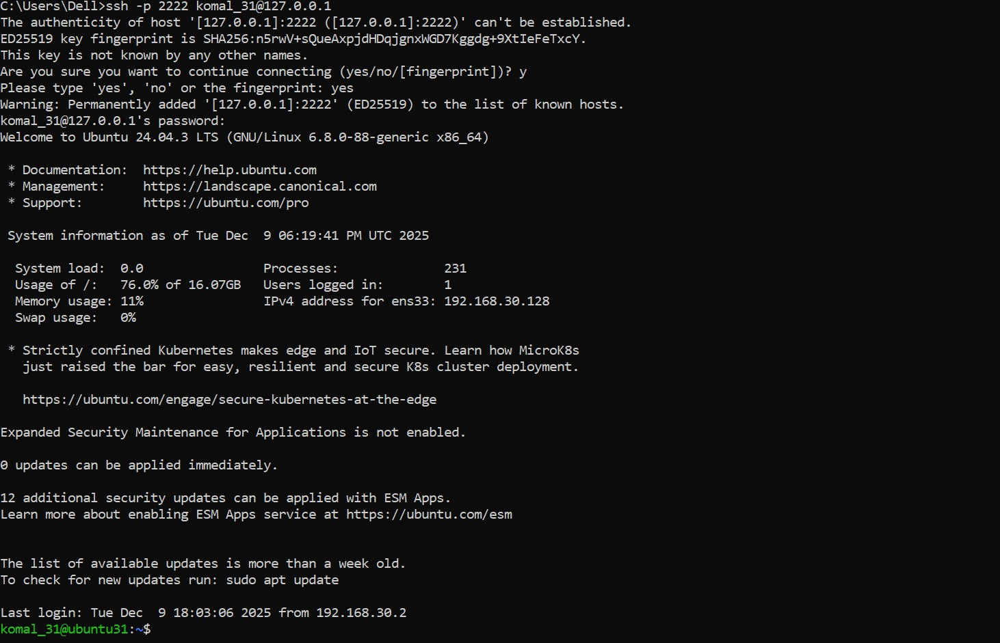 C:\Users\Dell>ssh -p 2222 komal_31@127.0.0.1
The authenticity of host '[127.0.0.1]:2222 ([127.0.0.1]:2222)' can't be established.
ED25519 key fingerprint is SHA256:n5rwV+sQueAxpjdHDqjgnxWGD7Kggdg+9XtIeFeTxcY.
This key is not known by any other names.
Are you sure you want to continue connecting (yes/no/[fingerprint])? y
Please type 'yes', 'no' or the fingerprint: yes
Warning: Permanently added '[127.0.0.1]:2222' (ED25519) to the list of known hosts.
komal_31@127.0.0.1's password:
Welcome to Ubuntu 24.04.3 LTS (GNU/Linux 6.8.0-88-generic x86_64)

 * Documentation:  https://help.ubuntu.com
 * Management:     https://landscape.canonical.com
 * Support:        https://ubuntu.com/pro

 System information as of Tue Dec  9 06:19:41 PM UTC 2025

  System load:  0.0                Processes:              231
  Usage of /:   76.0% of 16.07GB   Users logged in:        1
  Memory usage: 11%                IPv4 address for ens33: 192.168.30.128
  Swap usage:   0%

 * Strictly confined Kubernetes makes edge and IoT secure. Learn how MicroK8s
   just raised the bar for easy, resilient and secure K8s cluster deployment.

   https://ubuntu.com/engage/secure-kubernetes-at-the-edge

Expanded Security Maintenance for Applications is not enabled.

0 updates can be applied immediately.

12 additional security updates can be applied with ESM Apps.
Learn more about enabling ESM Apps service at https://ubuntu.com/esm

The list of available updates is more than a week old.
To check for new updates run: sudo apt update

Last login: Tue Dec  9 18:03:06 2025 from 192.168.30.2
komal_31@ubuntu31:~$